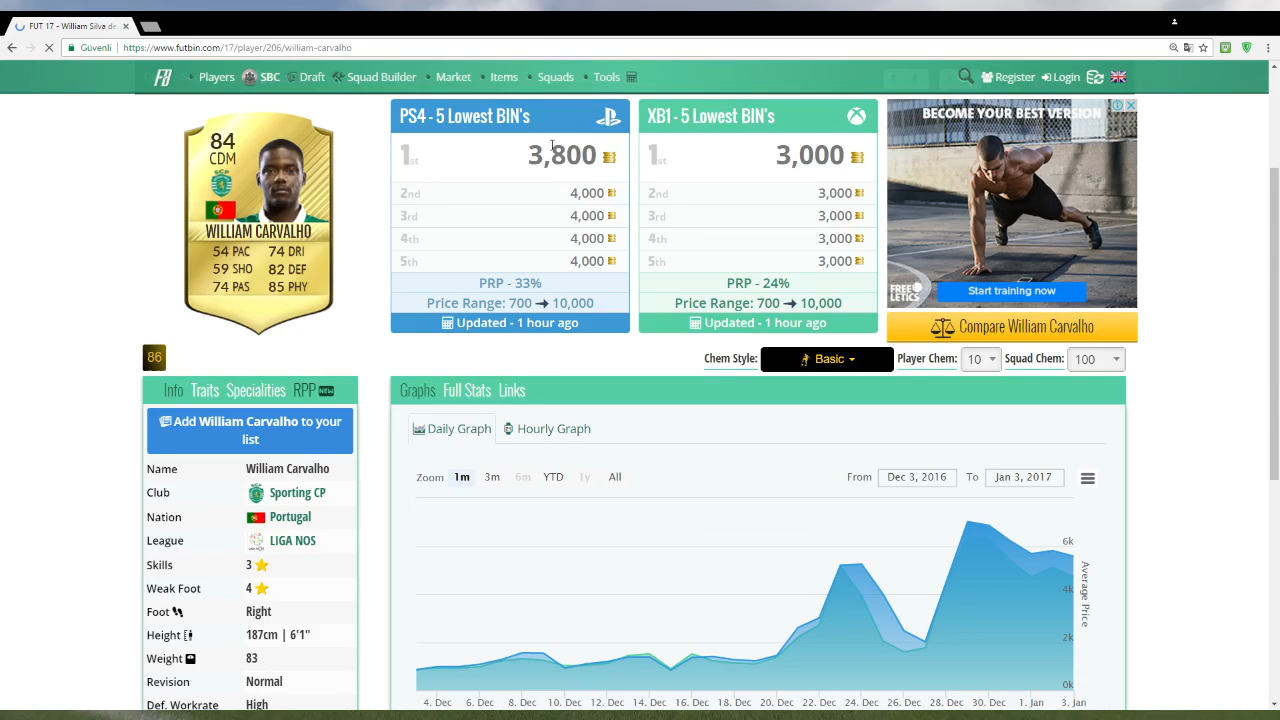 FUT 17 - William Silva de
Güvenli
https://www.futbin.com/17/player/206/william-carvalho
FB
Players
SBC
Draft
Squad Builder
Market
Items
Squads
Tools
Register
Login
84
CDM
SCP
WILLIAM CARVALHO
54 PAC 74 DRI
59 SHO 82 DEF
74 PAS 85 PHY
PS4 - 5 Lowest BIN's
1st 3,800
2nd 4,000
3rd 4,000
4th 4,000
5th 4,000
PRP - 33%
Price Range: 700 → 10,000
Updated - 1 hour ago
XB1 - 5 Lowest BIN's
1st 3,000
2nd 3,000
3rd 3,000
4th 3,000
5th 3,000
PRP - 24%
Price Range: 700 → 10,000
Updated - 1 hour ago
BECOME YOUR BEST VERSION
FREELETICS
Start training now
Compare William Carvalho
86
Chem Style: Basic Player Chem: 10 Squad Chem: 100
Info Traits Specialities RPP NEW
Add William Carvalho to your
list
Name William Carvalho
Club Sporting CP
Nation Portugal
League LIGA NOS
Skills 3
Weak Foot 4
Foot Right
Height 187cm | 6'1"
Weight 83
Revision Normal
Def. Workrate High
Graphs Full Stats Links
Daily Graph Hourly Graph
Zoom 1m 3m 6m YTD 1y All
From Dec 3, 2016 To Jan 3, 2017
6k
4k
2k
0k
Average Price
4. Dec 6. Dec 8. Dec 10. Dec 12. Dec 14. Dec 16. Dec 18. Dec 20. Dec 22. Dec 24. Dec 26. Dec 28. Dec 30. Dec 1. Jan 3. Jan